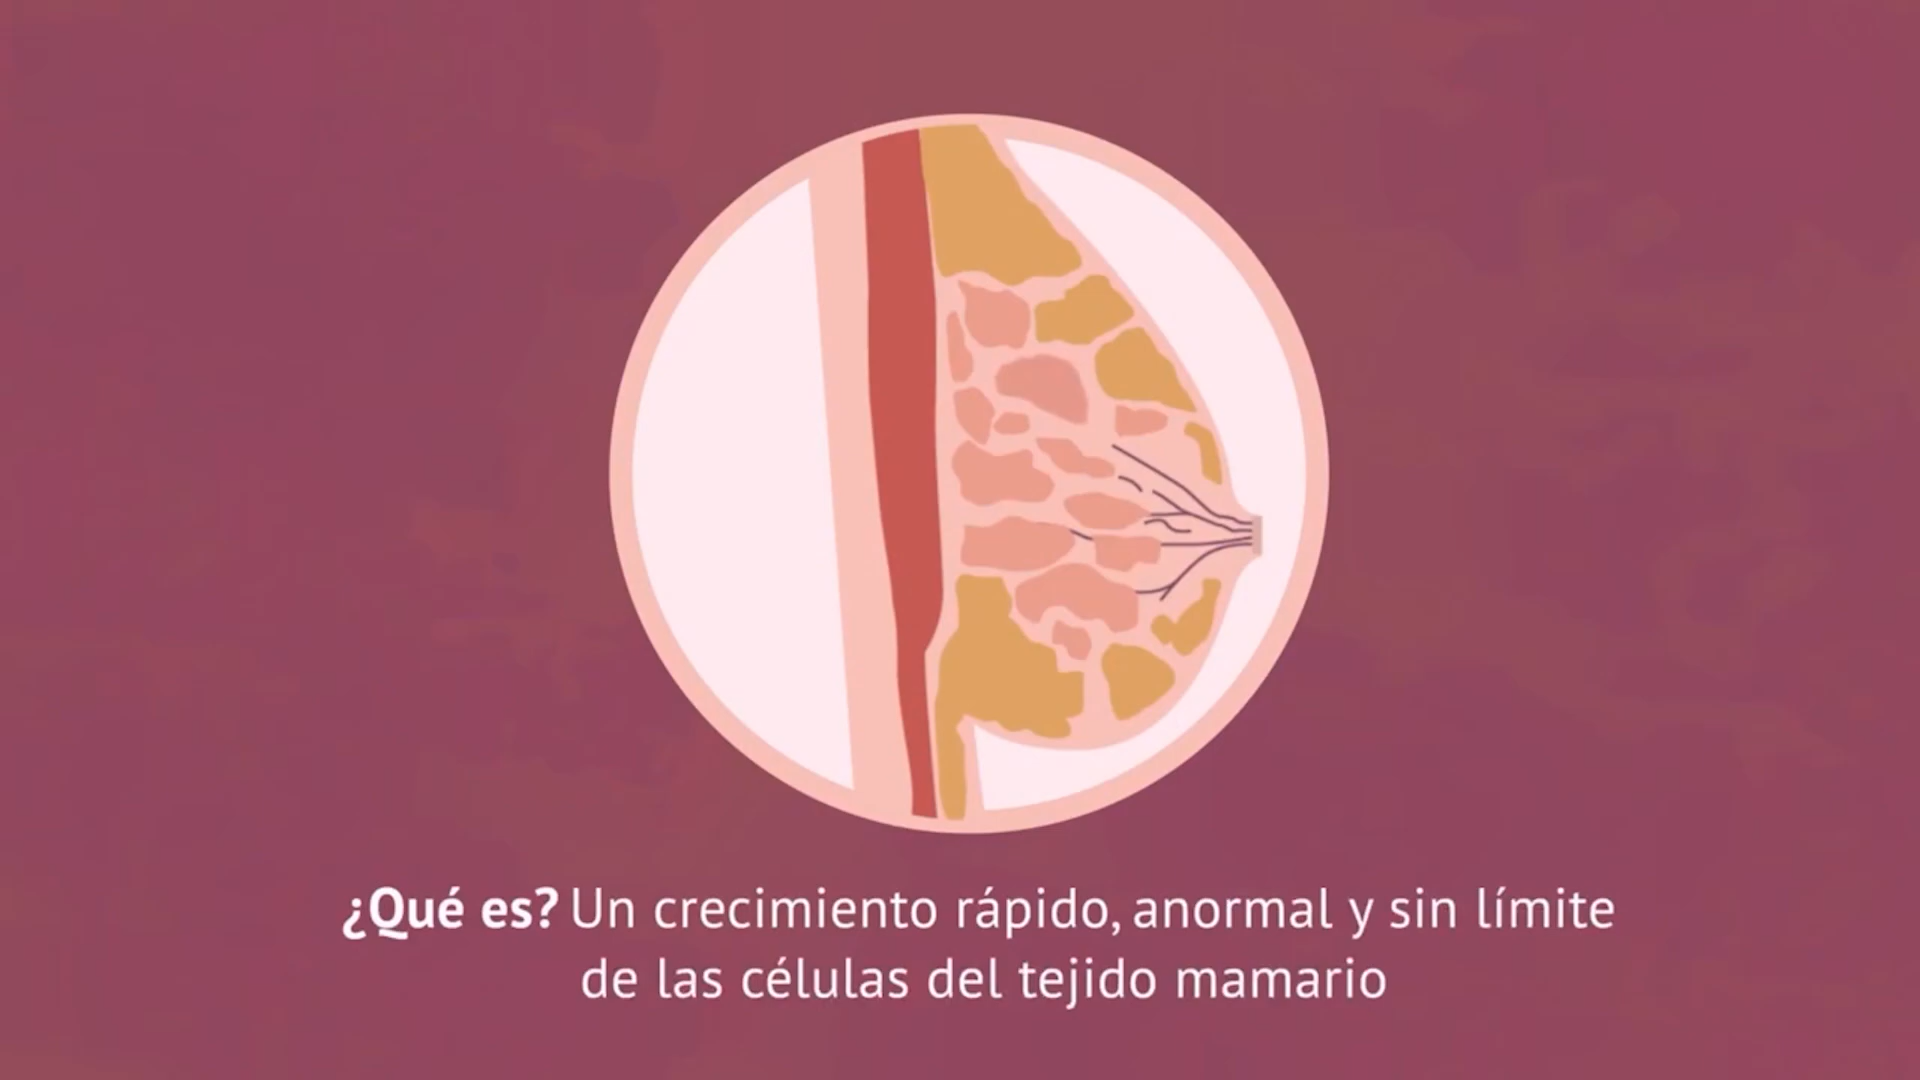 ¿Qué es? Un crecimiento rápido, anormal y sin límite
de las células del tejido mamario